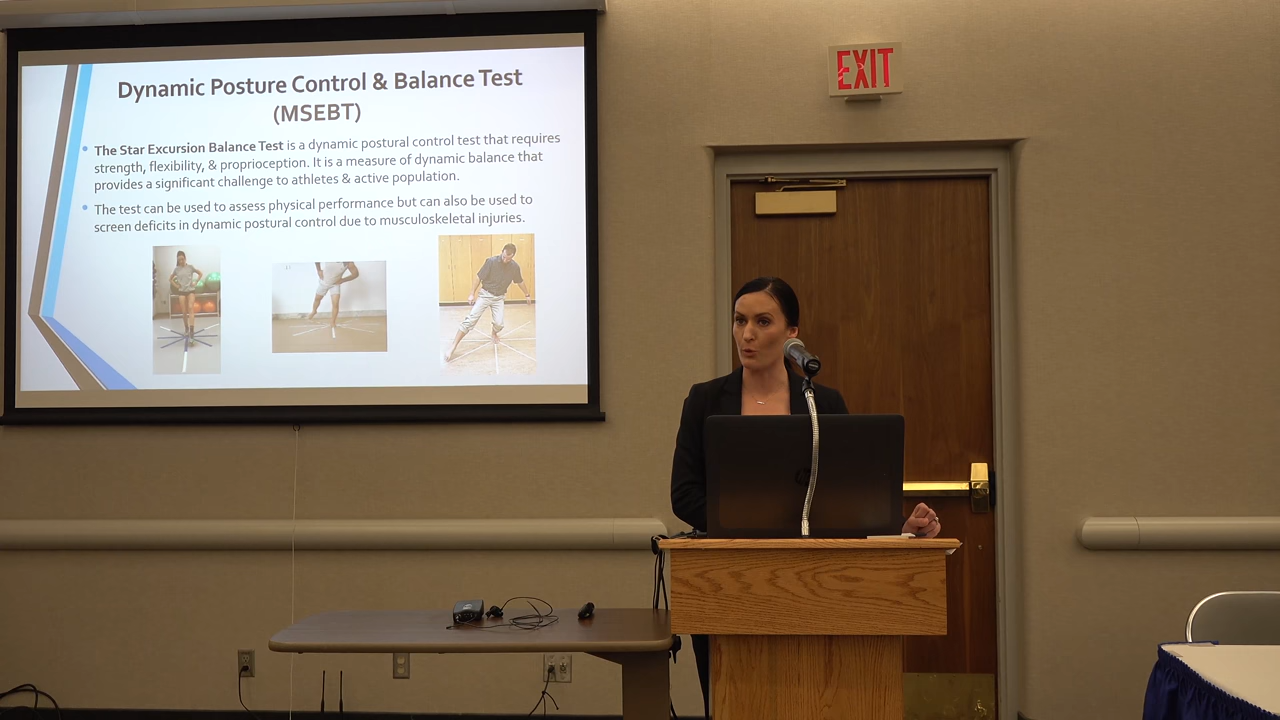 Dynamic Posture Control & Balance Test
(MSEBT)
• The Star Excursion Balance Test is a dynamic postural control test that requires
strength, flexibility, & proprioception. It is a measure of dynamic balance that
provides a significant challenge to athletes & active population.
• The test can be used to assess physical performance but can also be used to
screen deficits in dynamic postural control due to musculoskeletal injuries.
EXIT